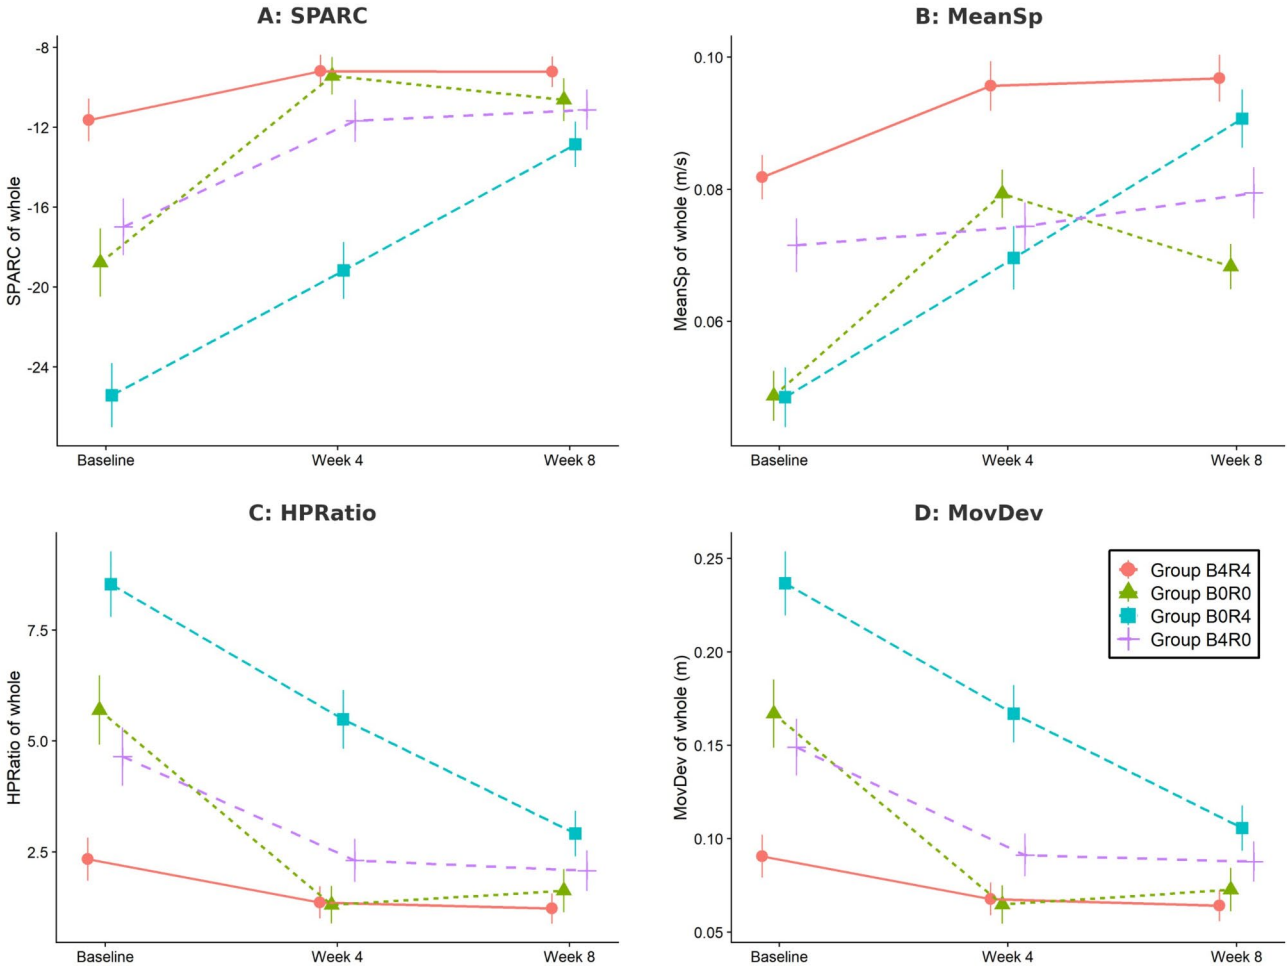 A: SPARC
SPARC of whole
-8
-12
-16
-20
-24
Baseline
Week 4
Week 8
B: MeanSp
MeanSp of whole (m/s)
0.10
0.08
0.06
Baseline
Week 4
Week 8
C: HPRatio
HPRatio of whole
7.5
5.0
2.5
Baseline
Week 4
Week 8
D: MovDev
MovDev of whole (m)
0.25
0.20
0.15
0.10
0.05
Baseline
Week 4
Week 8
Group B4R4
Group B0R0
Group B0R4
Group B4R0